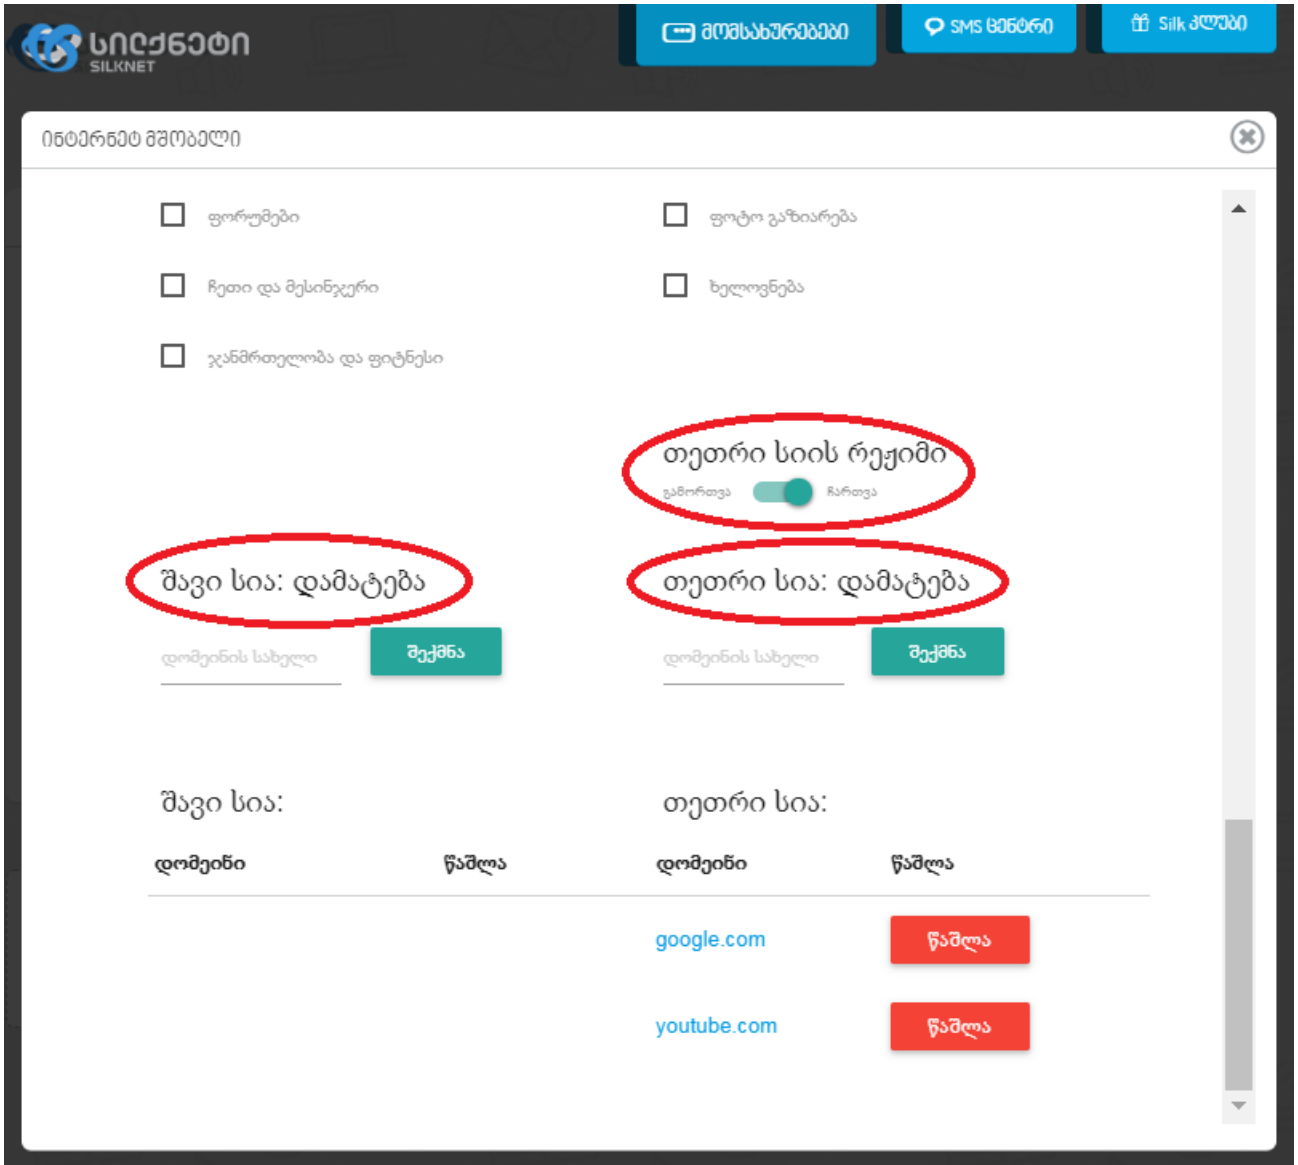 სილქნეტი
SILKNET
მომსახურებები
SMS ცენტრი
Silk კლუბი
ინტერნეტ მშობელი
ფორუმები
ფოტო გაზიარება
ჩეთი და მესინჯერი
ხელოვნება
ჯანმრთელობა და ფიტნესი
თეთრი სიის რეჟიმი
გამორთვა
ჩართვა
შავი სია: დამატება
თეთრი სია: დამატება
დომეინის სახელი
შექმნა
დომეინის სახელი
შექმნა
შავი სია:
თეთრი სია:
დომეინი
წაშლა
დომეინი
წაშლა
google.com
წაშლა
youtube.com
წაშლა